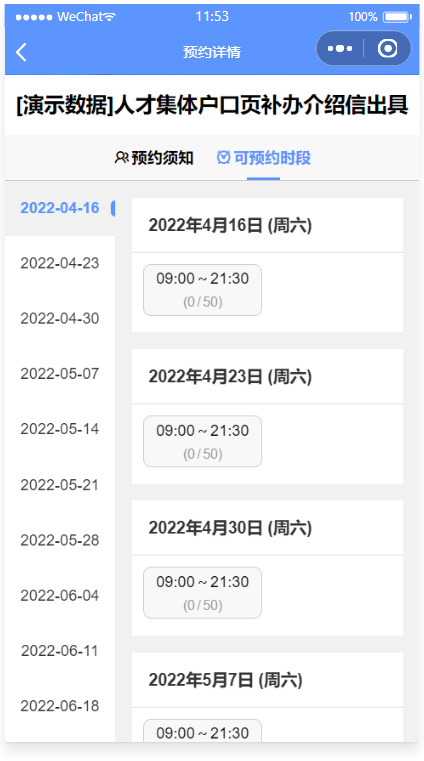 WeChat 11:53 100%
预约详情
[演示数据]人才集体户口页补办介绍信出具
预约须知 可预约时段
2022-04-16
2022-04-23
2022-04-30
2022-05-07
2022-05-14
2022-05-21
2022-05-28
2022-06-04
2022-06-11
2022-06-18
2022年4月16日 (周六)
09:00 ~ 21:30
(0 / 50)
2022年4月23日 (周六)
09:00 ~ 21:30
(0 / 50)
2022年4月30日 (周六)
09:00 ~ 21:30
(0 / 50)
2022年5月7日 (周六)
09:00 ~ 21:30